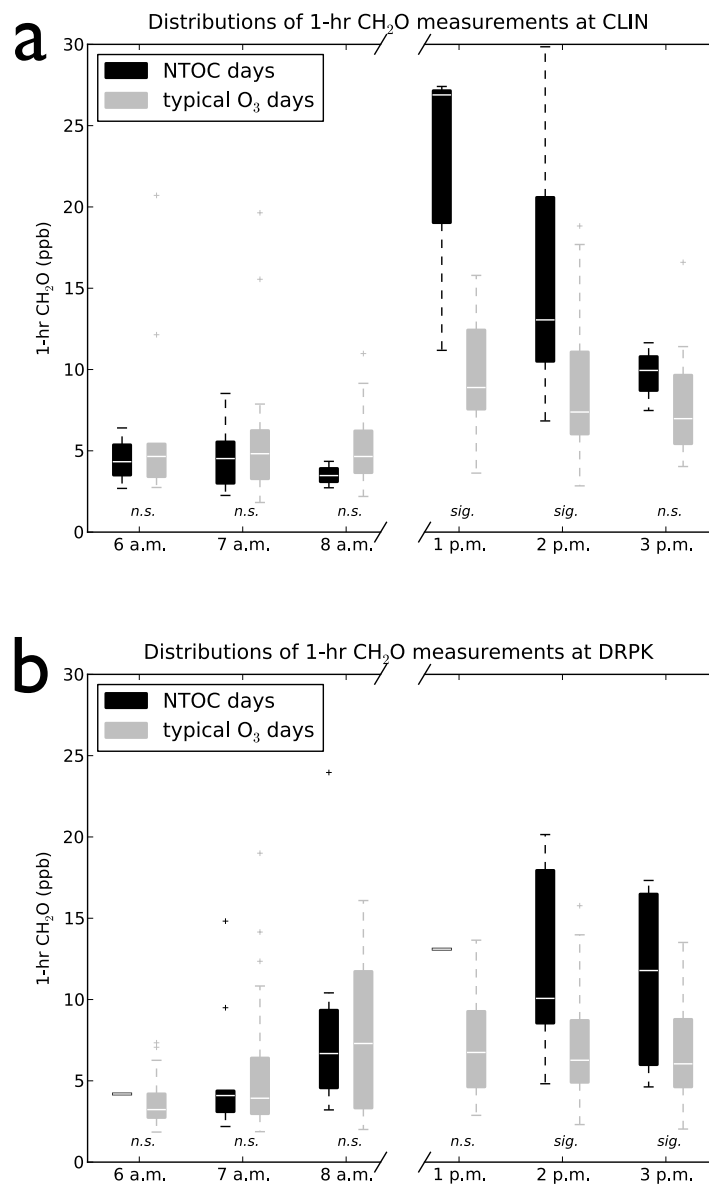 a
Distributions of 1-hr CH₂O measurements at CLIN
30
25
20
15
10
5
0
1-hr CH₂O (ppb)
NTOC days
typical O₃ days
n.s. n.s. n.s. sig. sig. n.s.
6 a.m. 7 a.m. 8 a.m. 1 p.m. 2 p.m. 3 p.m.
b
Distributions of 1-hr CH₂O measurements at DRPK
30
25
20
15
10
5
0
1-hr CH₂O (ppb)
NTOC days
typical O₃ days
n.s. n.s. n.s. n.s. sig. sig.
6 a.m. 7 a.m. 8 a.m. 1 p.m. 2 p.m. 3 p.m.